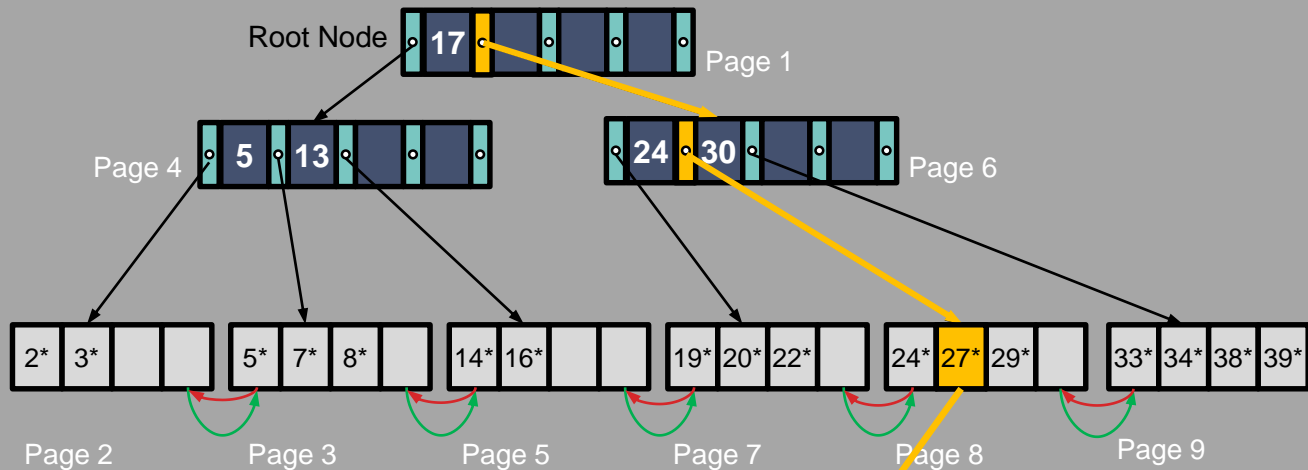 Root Node
17
Page 1
Page 4
5 13
24 30
Page 6
2* 3*
5* 7* 8*
14* 16*
19* 20* 22*
24* 27* 29*
33* 34* 38* 39*
Page 2
Page 3
Page 5
Page 7
Page 8
Page 9